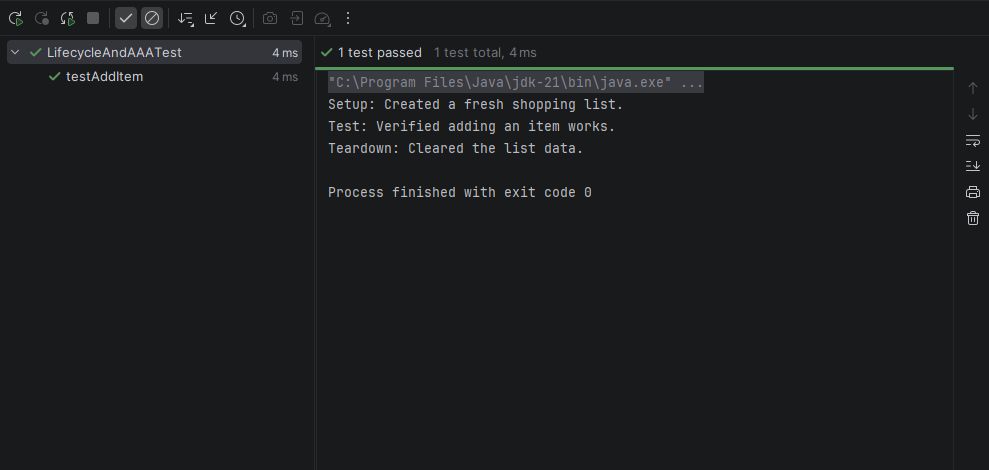 LifecycleAndAAATest 4 ms
testAddItem 4 ms
1 test passed 1 test total, 4 ms
"C:\Program Files\Java\jdk-21\bin\java.exe" ...
Setup: Created a fresh shopping list.
Test: Verified adding an item works.
Teardown: Cleared the list data.
Process finished with exit code 0